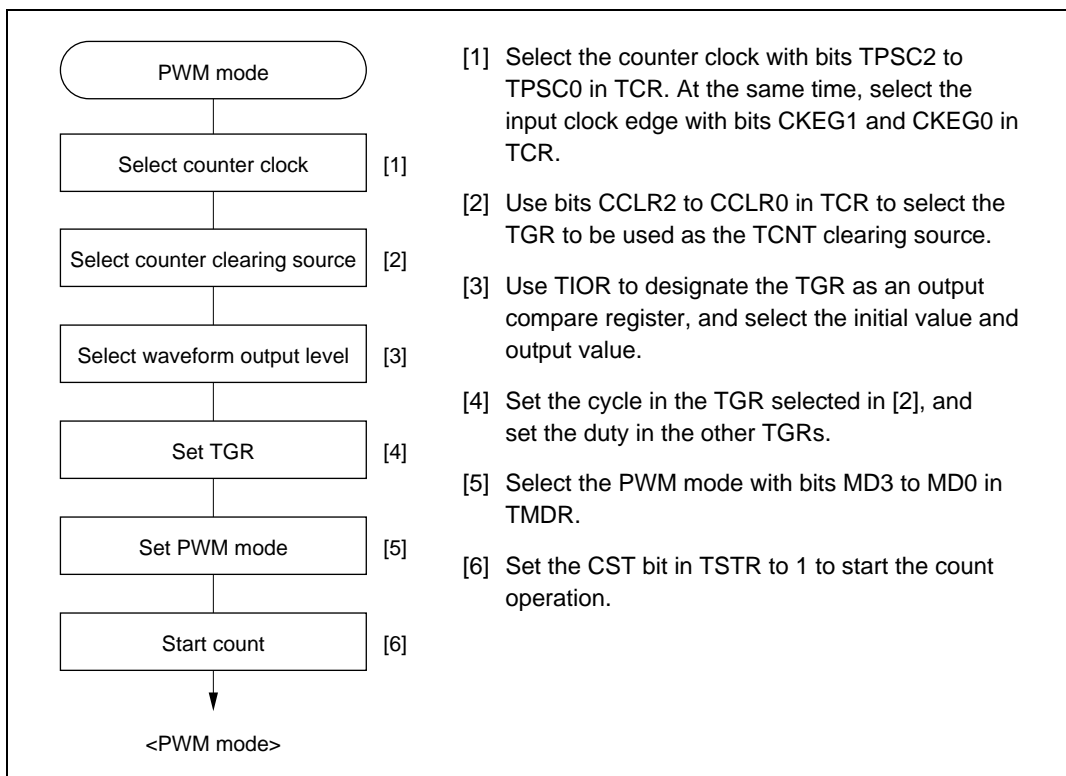 PWM mode
Select counter clock
[1]
Select counter clearing source
[2]
Select waveform output level
[3]
Set TGR
[4]
Set PWM mode
[5]
Start count
[6]
<PWM mode>
[1] Select the counter clock with bits TPSC2 to
TPSC0 in TCR. At the same time, select the
input clock edge with bits CKEG1 and CKEG0 in
TCR.
[2] Use bits CCLR2 to CCLR0 in TCR to select the
TGR to be used as the TCNT clearing source.
[3] Use TIOR to designate the TGR as an output
compare register, and select the initial value and
output value.
[4] Set the cycle in the TGR selected in [2], and
set the duty in the other TGRs.
[5] Select the PWM mode with bits MD3 to MD0 in
TMDR.
[6] Set the CST bit in TSTR to 1 to start the count
operation.